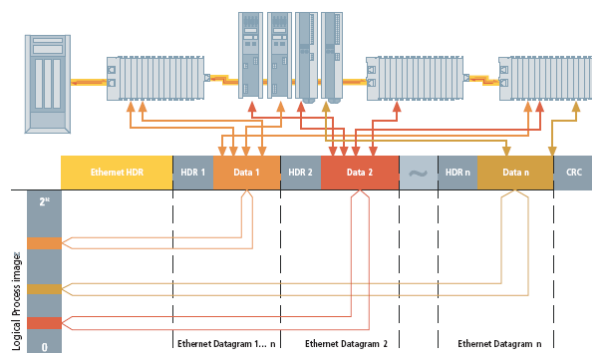 Ethernet HDR
HDR 1
Data 1
HDR 2
Data 2
~
HDR n
Data n
CRC
Logical Process image:
2ᴺ
0
Ethernet Datagram 1... n
Ethernet Datagram 2
Ethernet Datagram n